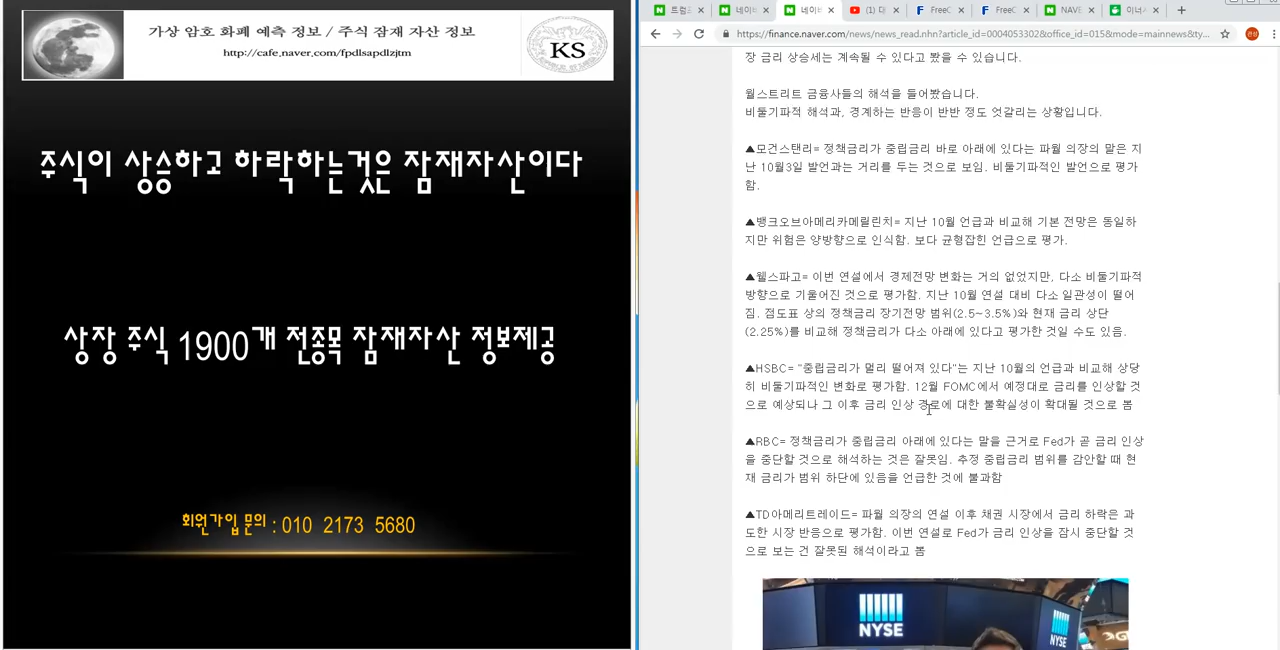 가상 암호 화폐 예측 정보 / 주식 잠재 자산 정보
http://cafe.naver.com/fpdlsapdlzjtm
KS
주식이 상승하고 하락하는것은 잠재자산이다
상장 주식 1900개 전종목 잠재자산 정보제공
회원가입 문의 : 010 2173 5680
트럼프
네이버
네이버
(1) 대
FreeC
FreeC
NAVE
이너사
https://finance.naver.com/news/news_read.nhn?article_id=0004053302&office_id=015&mode=mainnews&ty...
장 금리 상승세는 계속될 수 있다고 봤을 수 있습니다.
월스트리트 금융사들의 해석을 들어봤습니다.
비둘기파적 해석과, 경계하는 반응이 반반 정도 엇갈리는 상황입니다.
▲모건스탠리= 정책금리가 중립금리 바로 아래에 있다는 파월 의장의 말은 지
난 10월3일 발언과는 거리를 두는 것으로 보임. 비둘기파적인 발언으로 평가
함.
▲뱅크오브아메리카메릴린치= 지난 10월 언급과 비교해 기본 전망은 동일하
지만 위험은 양방향으로 인식함. 보다 균형잡힌 언급으로 평가.
▲웰스파고= 이번 연설에서 경제전망 변화는 거의 없었지만, 다소 비둘기파적
방향으로 기울어진 것으로 평가함. 지난 10월 연설 대비 다소 일관성이 떨어
짐. 점도표 상의 정책금리 장기전망 범위(2.5~3.5%)와 현재 금리 상단
(2.25%)를 비교해 정책금리가 다소 아래에 있다고 평가한 것일 수도 있음.
▲HSBC= "중립금리가 멀리 떨어져 있다"는 지난 10월의 언급과 비교해 상당
히 비둘기파적인 변화로 평가함. 12월 FOMC에서 예정대로 금리를 인상할 것
으로 예상되나 그 이후 금리 인상 경로에 대한 불확실성이 확대될 것으로 봄
▲RBC= 정책금리가 중립금리 아래에 있다는 말을 근거로 Fed가 곧 금리 인상
을 중단할 것으로 해석하는 것은 잘못임. 추정 중립금리 범위를 감안할 때 현
재 금리가 범위 하단에 있음을 언급한 것에 불과함
▲TD아메리트레이드= 파월 의장의 연설 이후 채권 시장에서 금리 하락은 과
도한 시장 반응으로 평가함. 이번 연설로 Fed가 금리 인상을 잠시 중단할 것
으로 보는 건 잘못된 해석이라고 봄
NYSE
NYSE